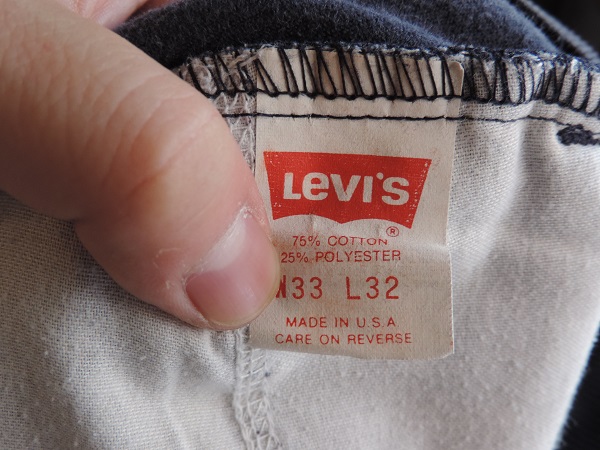 LEVI'S
®
75% COTTON
25% POLYESTER
W33 L32
MADE IN U.S.A
CARE ON REVERSE